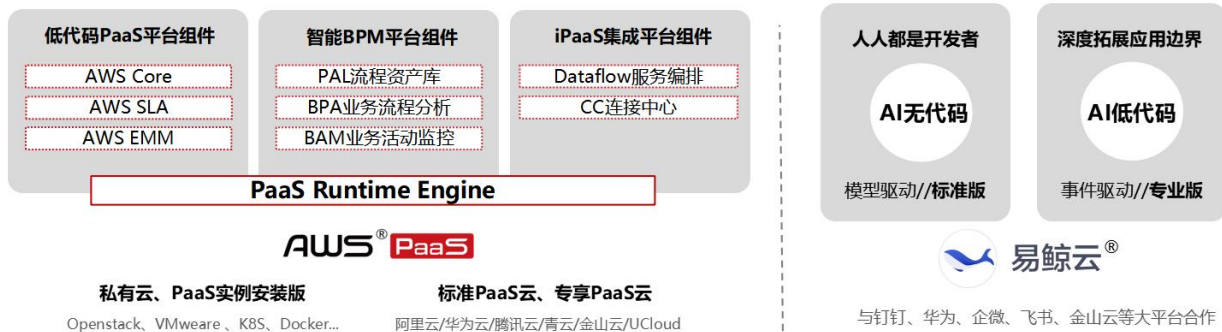 低代码PaaS平台组件
AWS Core
AWS SLA
AWS EMM
智能BPM平台组件
PAL流程资产库
BPA业务流程分析
BAM业务活动监控
iPaaS集成平台组件
Dataflow服务编排
CC连接中心
PaaS Runtime Engine
AWS® PaaS
私有云、PaaS实例安装版
Openstack、VMweare 、K8S、Docker...
标准PaaS云、专享PaaS云
阿里云/华为云/腾讯云/青云/金山云/UCloud
人人都是开发者
AI无代码
模型驱动//标准版
深度拓展应用边界
AI低代码
事件驱动//专业版
易鲸云®
与钉钉、华为、企微、飞书、金山云等大平台合作